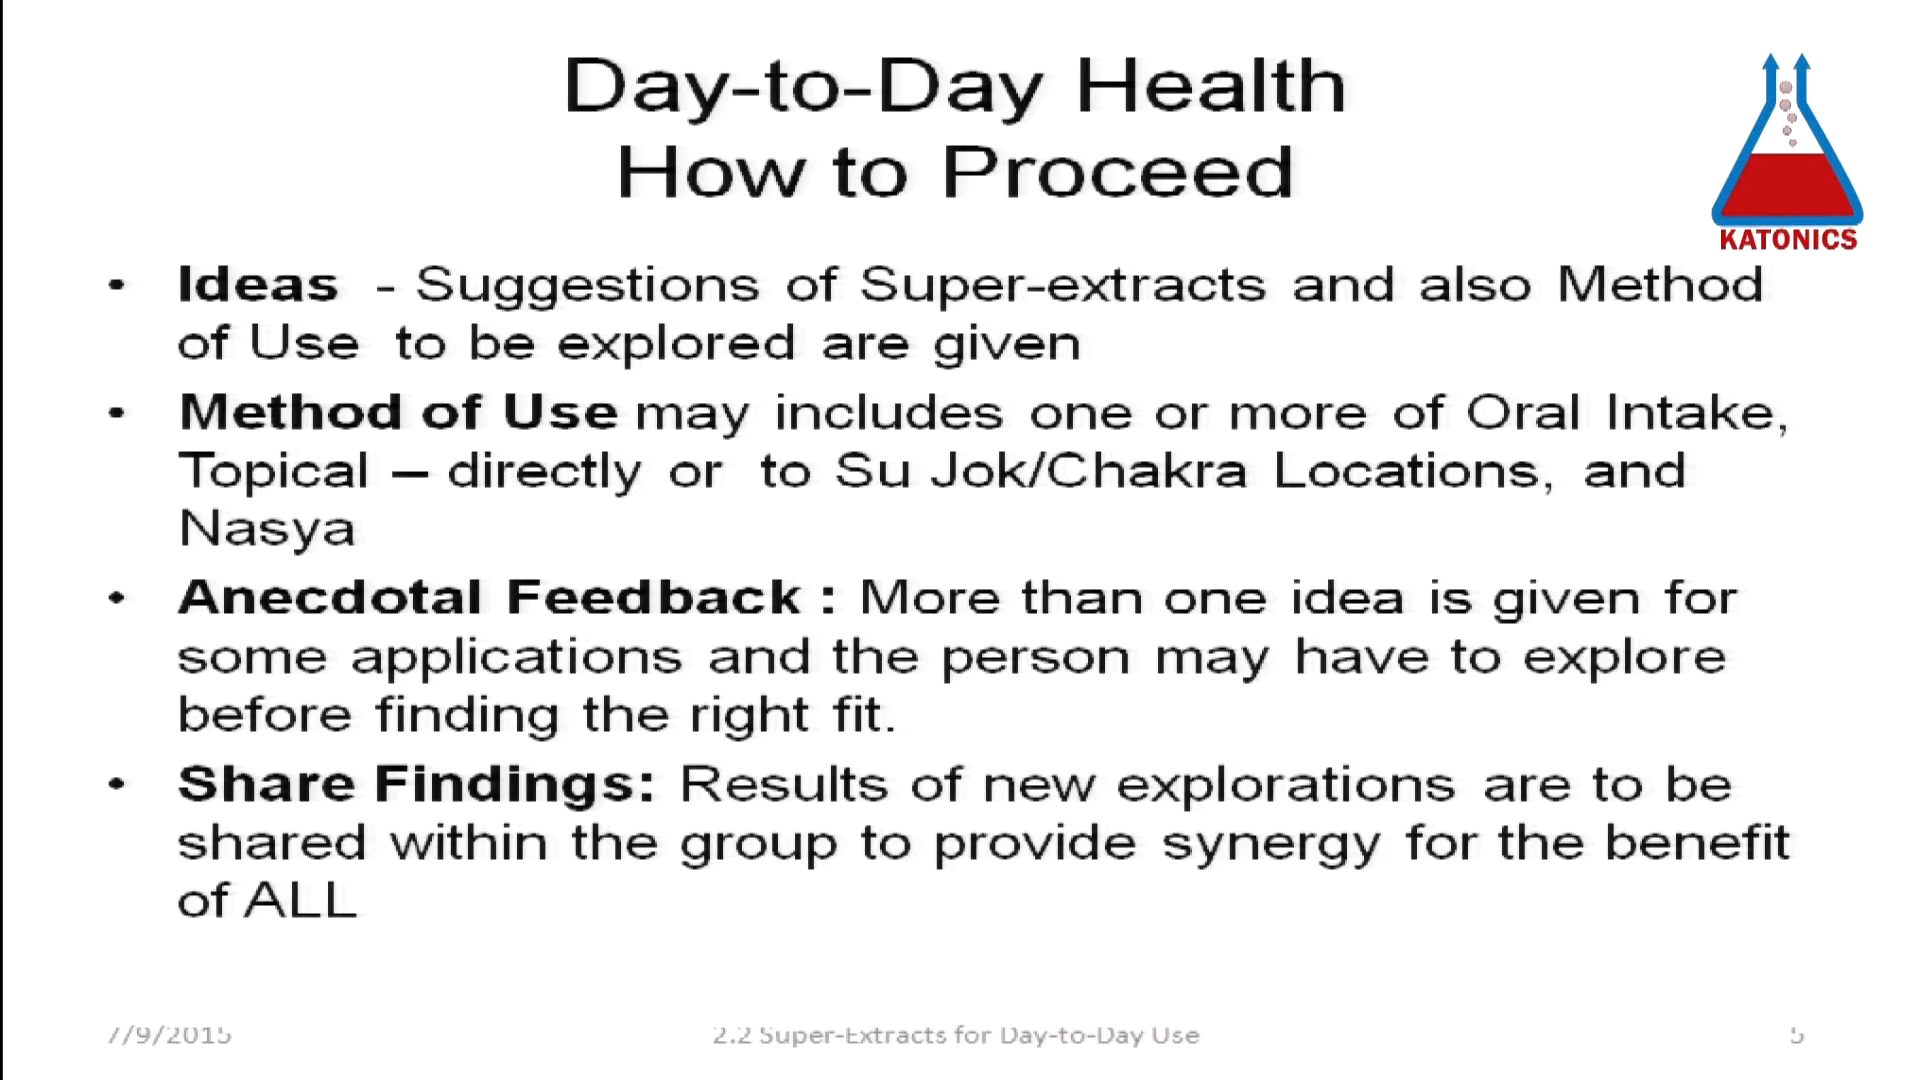 Day-to-Day Health
How to Proceed
KATONICS
• Ideas - Suggestions of Super-extracts and also Method
of Use to be explored are given
• Method of Use may includes one or more of Oral Intake,
Topical – directly or to Su Jok/Chakra Locations, and
Nasya
• Anecdotal Feedback : More than one idea is given for
some applications and the person may have to explore
before finding the right fit.
• Share Findings: Results of new explorations are to be
shared within the group to provide synergy for the benefit
of ALL
7/9/2015 2.2 Super-Extracts for Day-to-Day Use 5